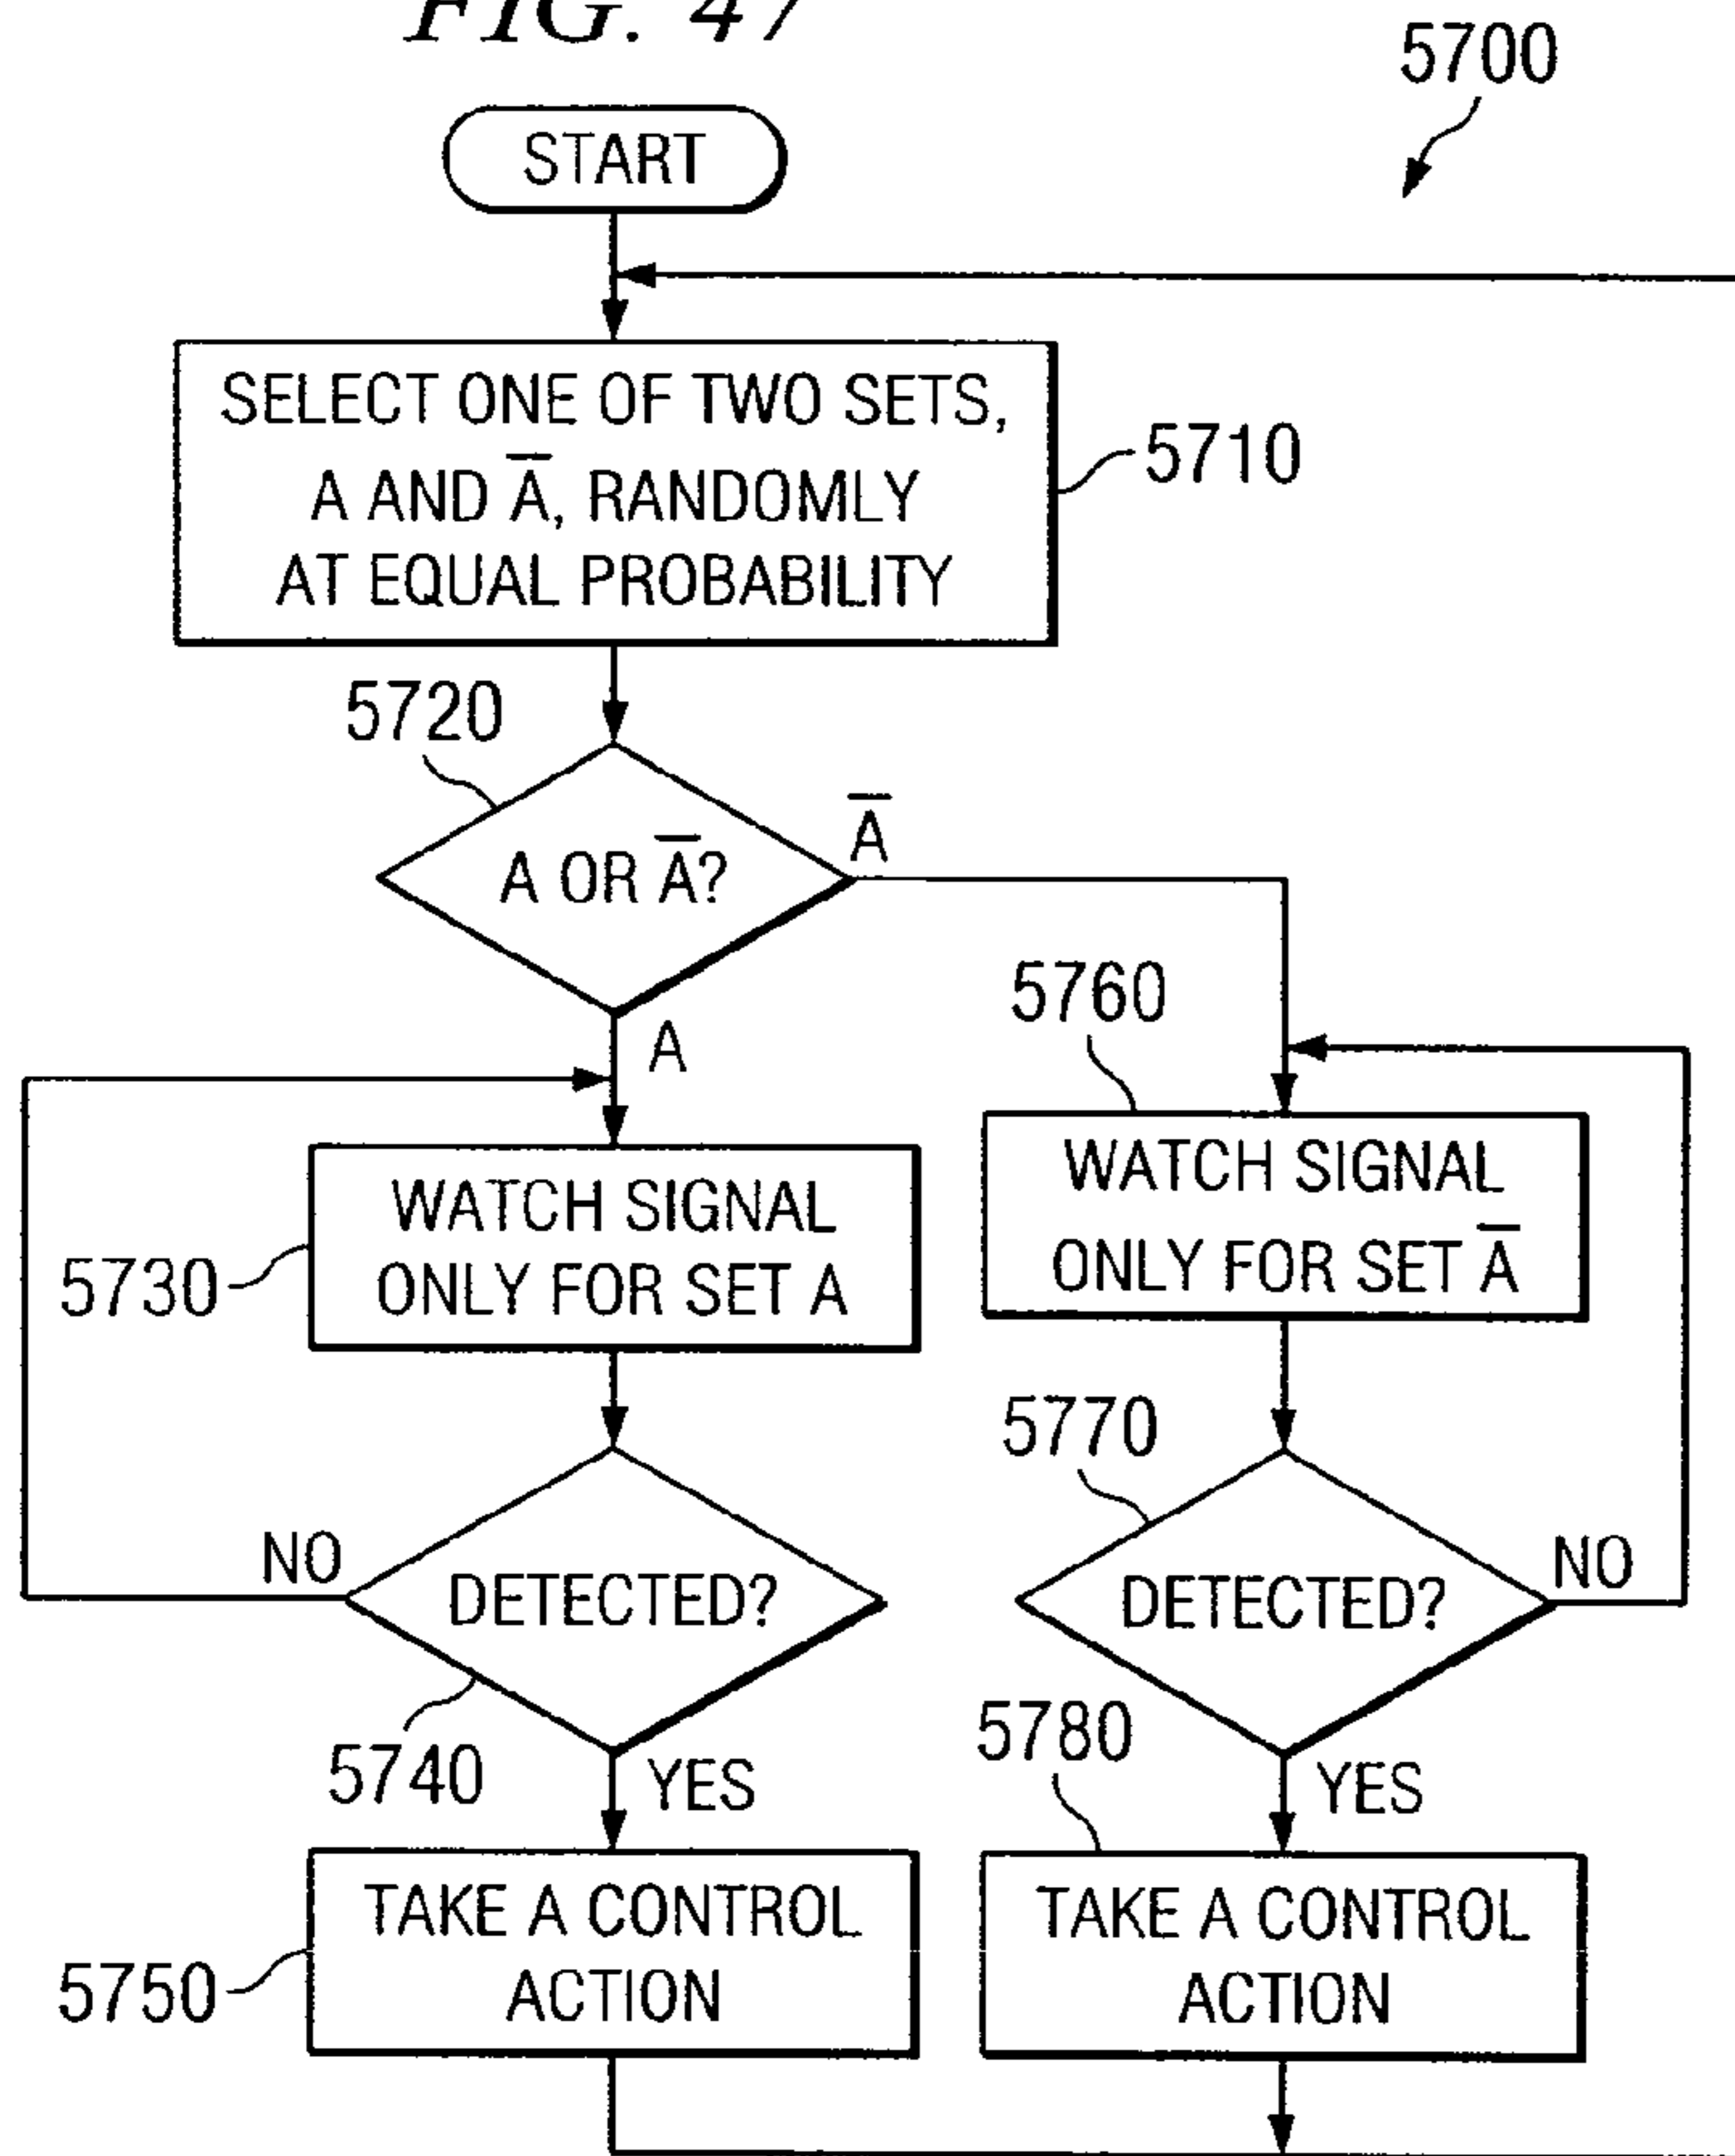 FIG. 47
5700
START
SELECT ONE OF TWO SETS,
A AND A̅, RANDOMLY
AT EQUAL PROBABILITY
5710
5720
A OR A̅?
A̅
A
5760
WATCH SIGNAL
ONLY FOR SET A
5730
WATCH SIGNAL
ONLY FOR SET A̅
5770
NO
DETECTED?
5740
YES
DETECTED?
NO
5780
YES
TAKE A CONTROL
ACTION
5750
TAKE A CONTROL
ACTION